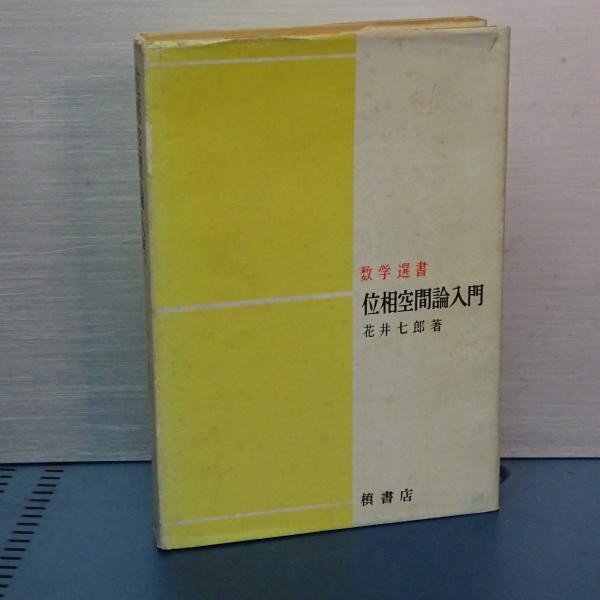 数学選書
位相空間論入門
花井七郎著
槙書店